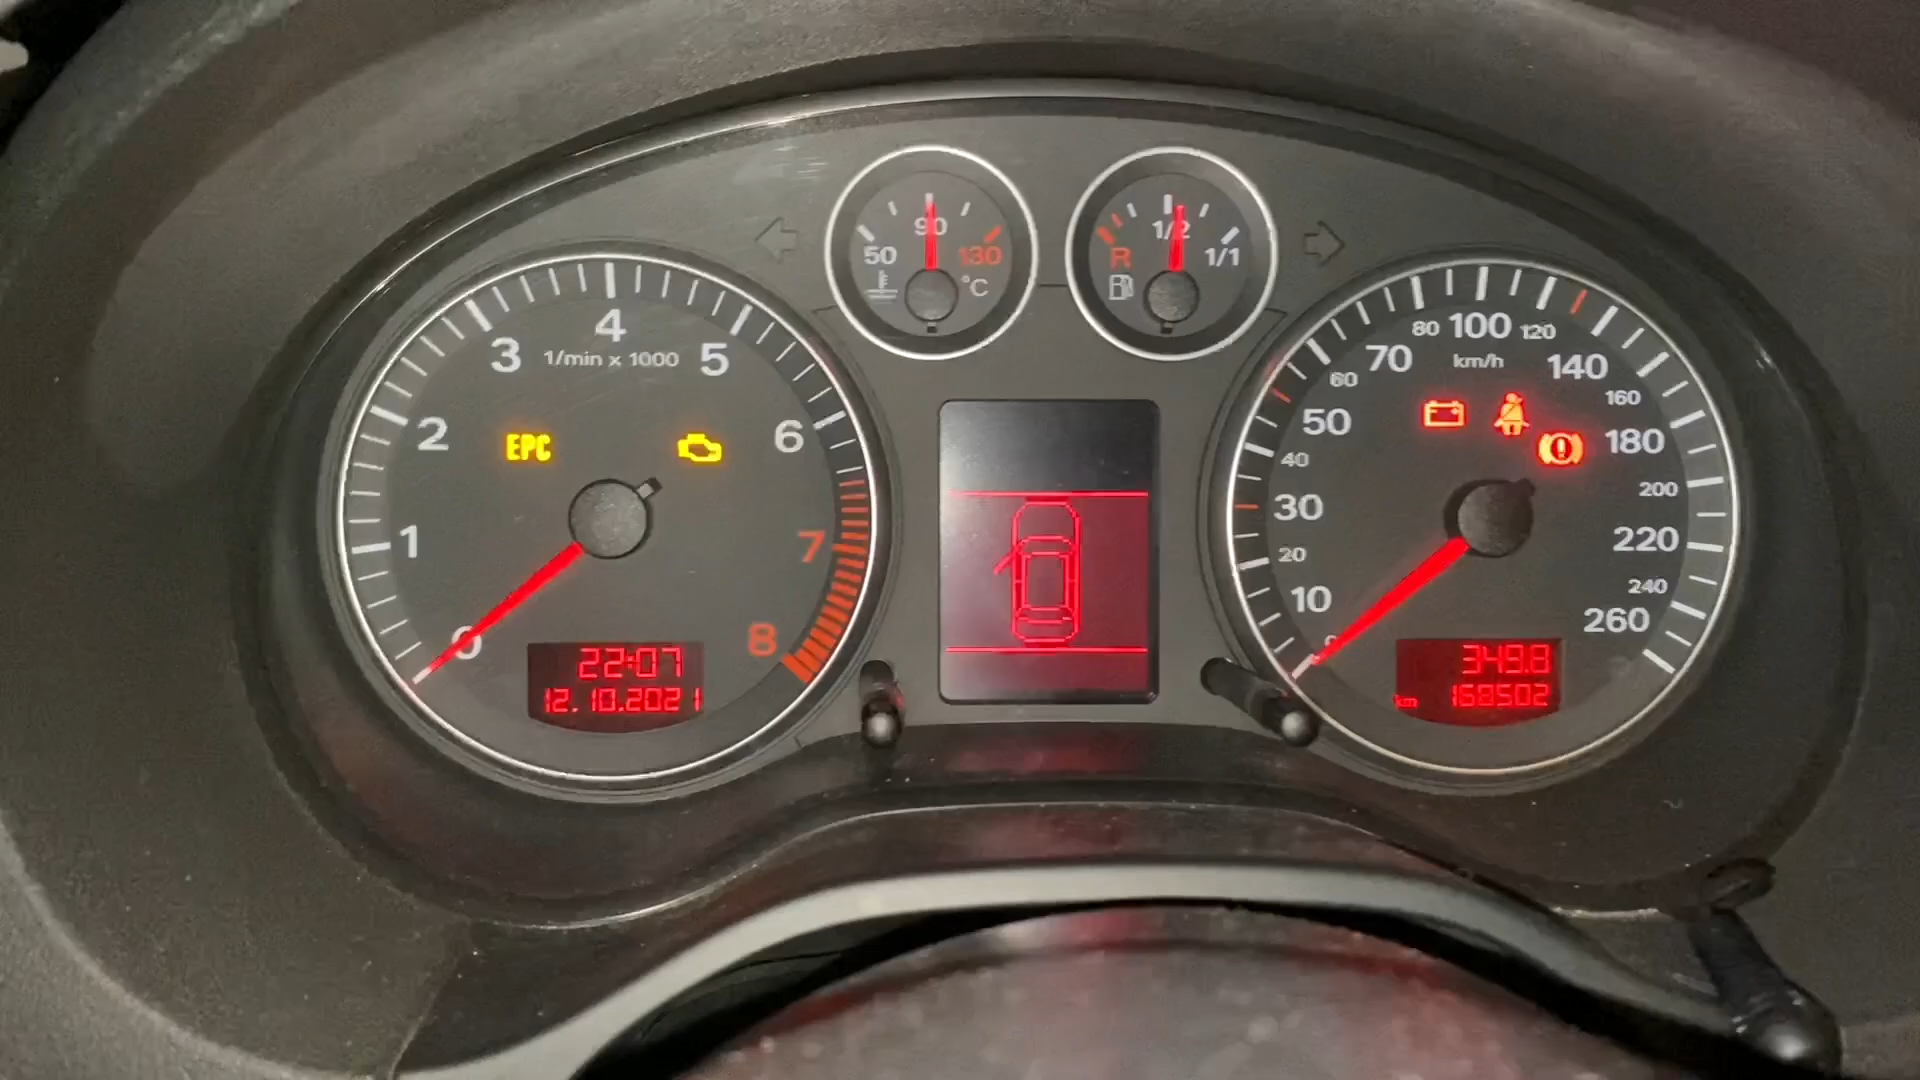 50 90 130
°C
R 1/2 1/1
0 1 2 3 4 5 6 7 8
1/min x 1000
EPC
22:07
12.10.2021
0 10 20 30 40 50 60 70 80 100 120 140 160 180 200 220 240 260
km/h
349.8
km 168502